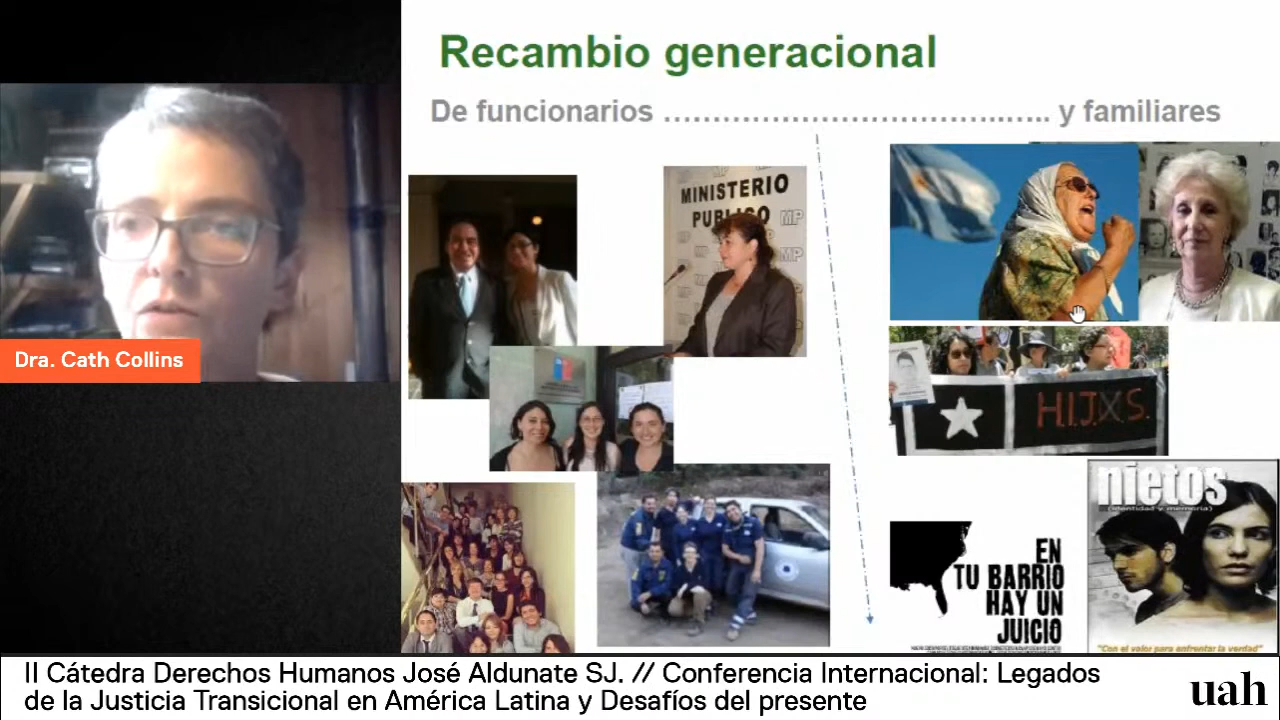 Recambio generacional
De funcionarios ……………………………………..….. y familiares
MINISTERIO
PUBLICO
MP
MP
MP
H.I.J.X S.
nietos
(identidad y memoria)
EN
TU BARRIO
HAY UN
JUICIO
"Con el valor para enfrentar la verdad"
Dra. Cath Collins
II Cátedra Derechos Humanos José Aldunate SJ. // Conferencia Internacional: Legados
de la Justicia Transicional en América Latina y Desafíos del presente
uah